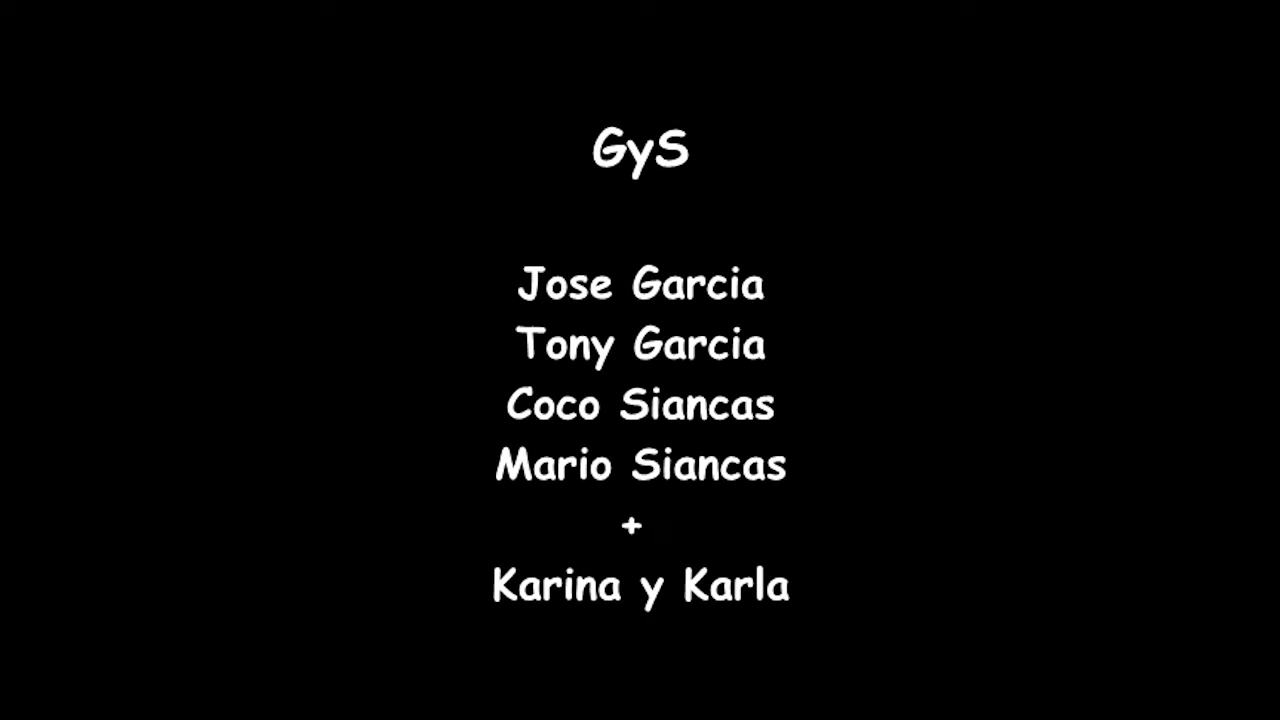 GyS
Jose Garcia
Tony Garcia
Coco Siancas
Mario Siancas
+
Karina y Karla